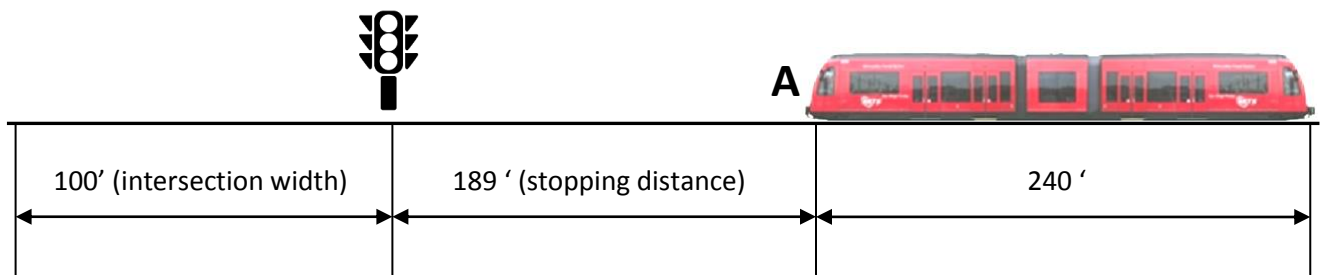 A
100’ (intersection width)
189 ‘ (stopping distance)
240 ‘